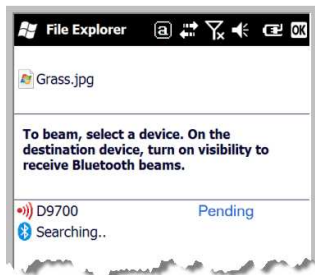 File Explorer a OK
Grass.jpg
To beam, select a device. On the
destination device, turn on visibility to
receive Bluetooth beams.
D9700 Pending
Searching..